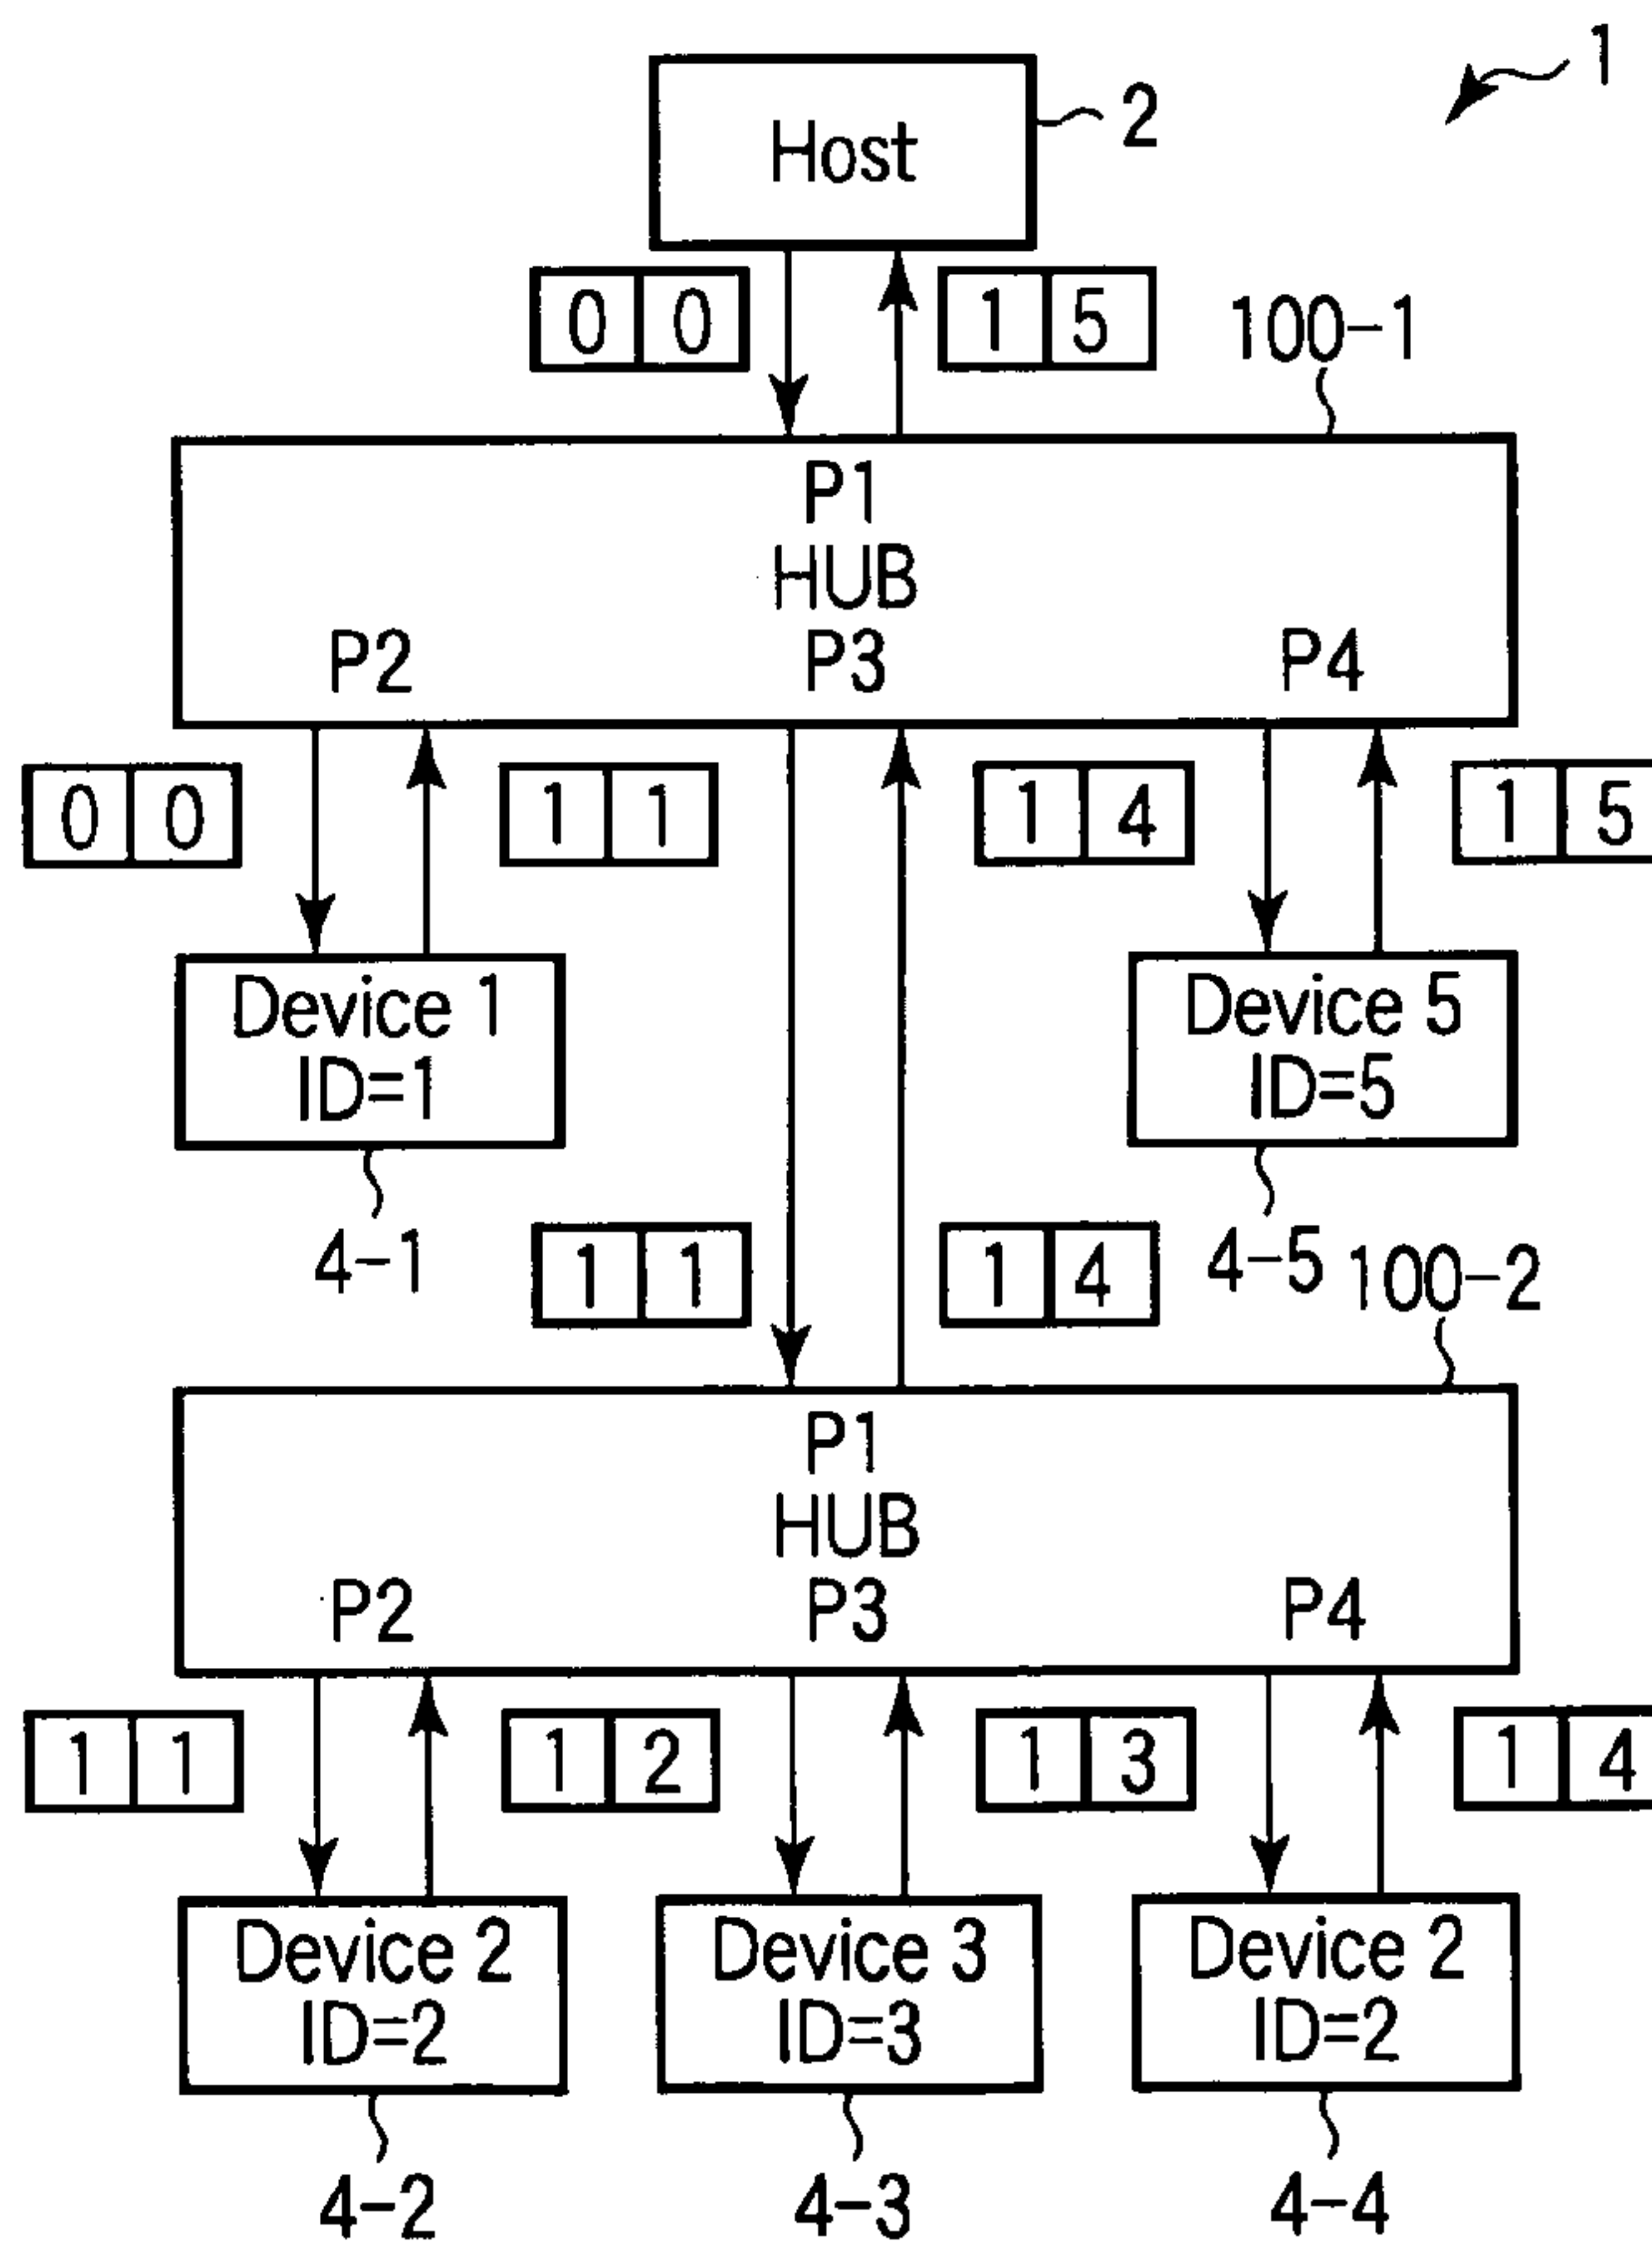 1
Host
2
0 0
1 5
100-1
P1
HUB
P2 P3 P4
0 0
1 1
1 4
1 5
Device 1
ID=1
Device 5
ID=5
4-1
4-5
1 1
1 4
100-2
P1
HUB
P2 P3 P4
1 1
1 2
1 3
1 4
Device 2
ID=2
Device 3
ID=3
Device 2
ID=2
4-2
4-3
4-4